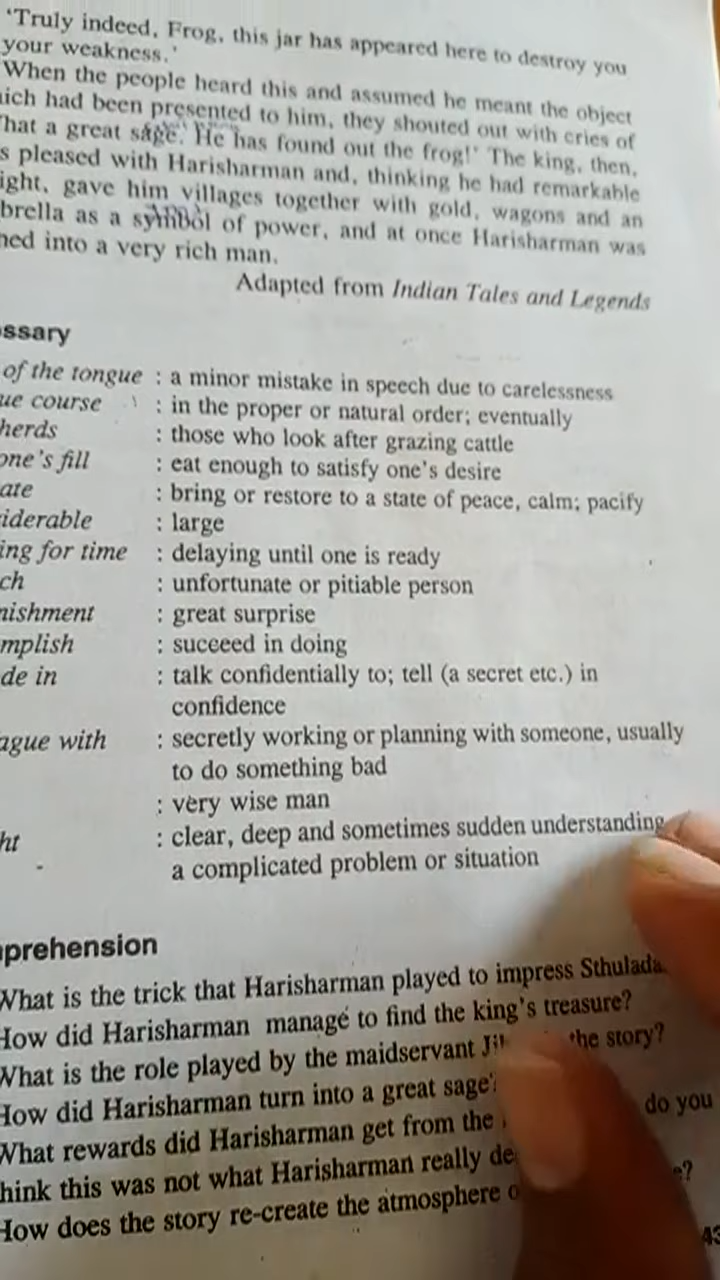 'Truly indeed, Frog, this jar has appeared here to destroy you
your weakness.'
When the people heard this and assumed he meant the object
ich had been presented to him, they shouted out with cries of
hat a great sage. He has found out the frog!' The king, then,
s pleased with Harisharman and, thinking he had remarkable
ight, gave him villages together with gold, wagons and an
brella as a symbol of power, and at once Harisharman was
ned into a very rich man.
Adapted from Indian Tales and Legends
ssary
of the tongue : a minor mistake in speech due to carelessness
ue course : in the proper or natural order; eventually
herds : those who look after grazing cattle
one's fill : eat enough to satisfy one's desire
ate : bring or restore to a state of peace, calm; pacify
iderable : large
ing for time : delaying until one is ready
ch : unfortunate or pitiable person
nishment : great surprise
mplish : succeed in doing
de in : talk confidentially to; tell (a secret etc.) in
confidence
ague with : secretly working or planning with someone, usually
to do something bad
: very wise man
ht : clear, deep and sometimes sudden understanding
a complicated problem or situation
prehension
What is the trick that Harisharman played to impress Sthulada
How did Harisharman manage to find the king's treasure?
What is the role played by the maidservant the story?
How did Harisharman turn into a great sage?
What rewards did Harisharman get from the do you
hink this was not what Harisharman really de e?
How does the story re-create the atmosphere o
43